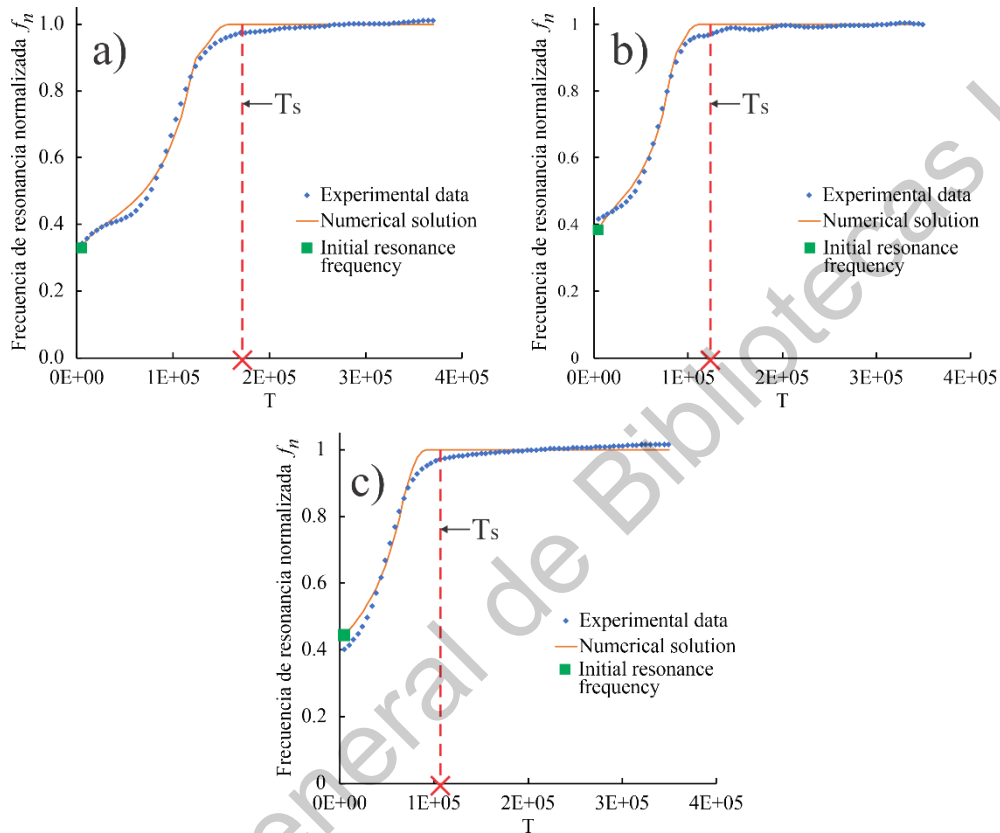 a)
Frecuencia de resonancia normalizada fn
1.0
0.8
0.6
0.4
0.2
0.0
0E+00 1E+05 2E+05 3E+05 4E+05
T
Ts
Experimental data
Numerical solution
Initial resonance
frequency
b)
Frecuencia de resonancia normalizada fn
1
0.8
0.6
0.4
0.2
0
0E+00 1E+05 2E+05 3E+05 4E+05
T
Ts
Experimental data
Numerical solution
Initial resonance
frequency
c)
Frecuencia de resonancia normalizada fn
1
0.8
0.6
0.4
0.2
0
0E+00 1E+05 2E+05 3E+05 4E+05
T
Ts
Experimental data
Numerical solution
Initial resonance
frequency
eneral de Bibliotecas